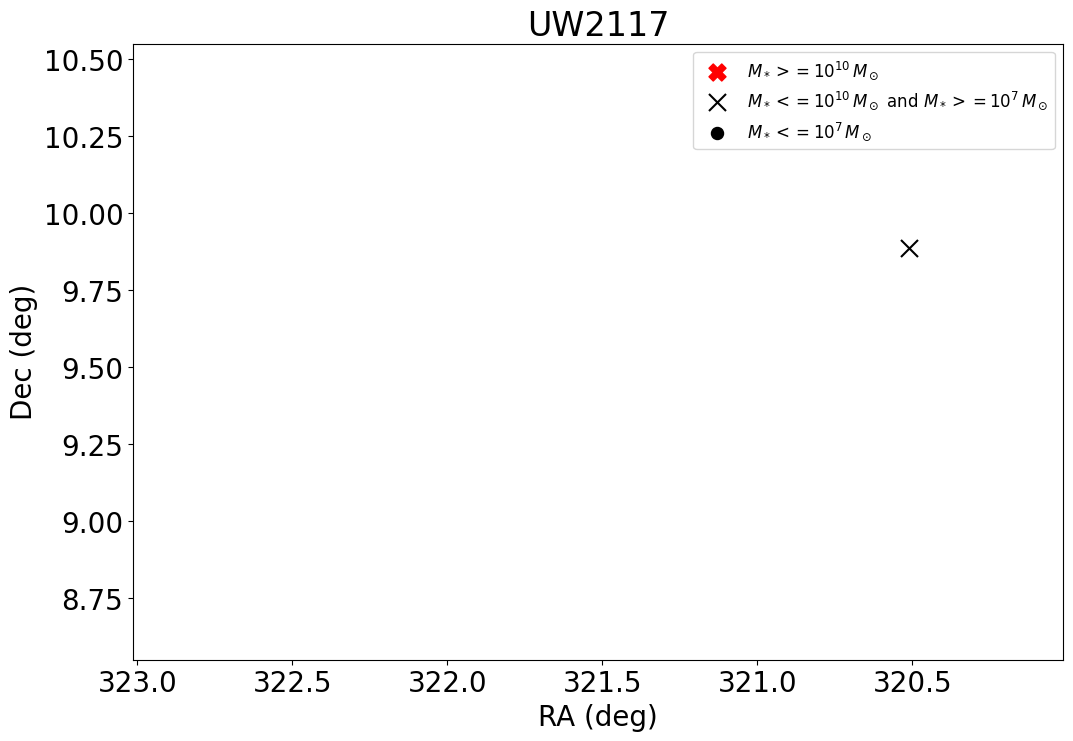 UW2117
10.50
10.25
10.00
9.75
9.50
9.25
9.00
8.75
Dec (deg)
M* >= 10^10 M⊙
M* <= 10^10 M⊙ and M* >= 10^7 M⊙
M* <= 10^7 M⊙
323.0 322.5 322.0 321.5 321.0 320.5
RA (deg)